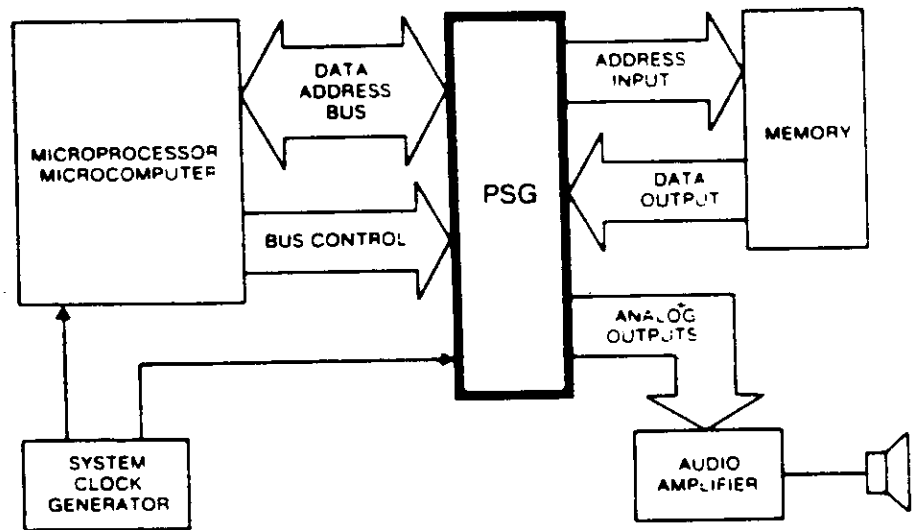 MICROPROCESSOR
MICROCOMPUTER
DATA
ADDRESS
BUS
BUS CONTROL
PSG
ADDRESS
INPUT
DATA
OUTPUT
MEMORY
ANALOG
OUTPUTS
SYSTEM
CLOCK
GENERATOR
AUDIO
AMPLIFIER